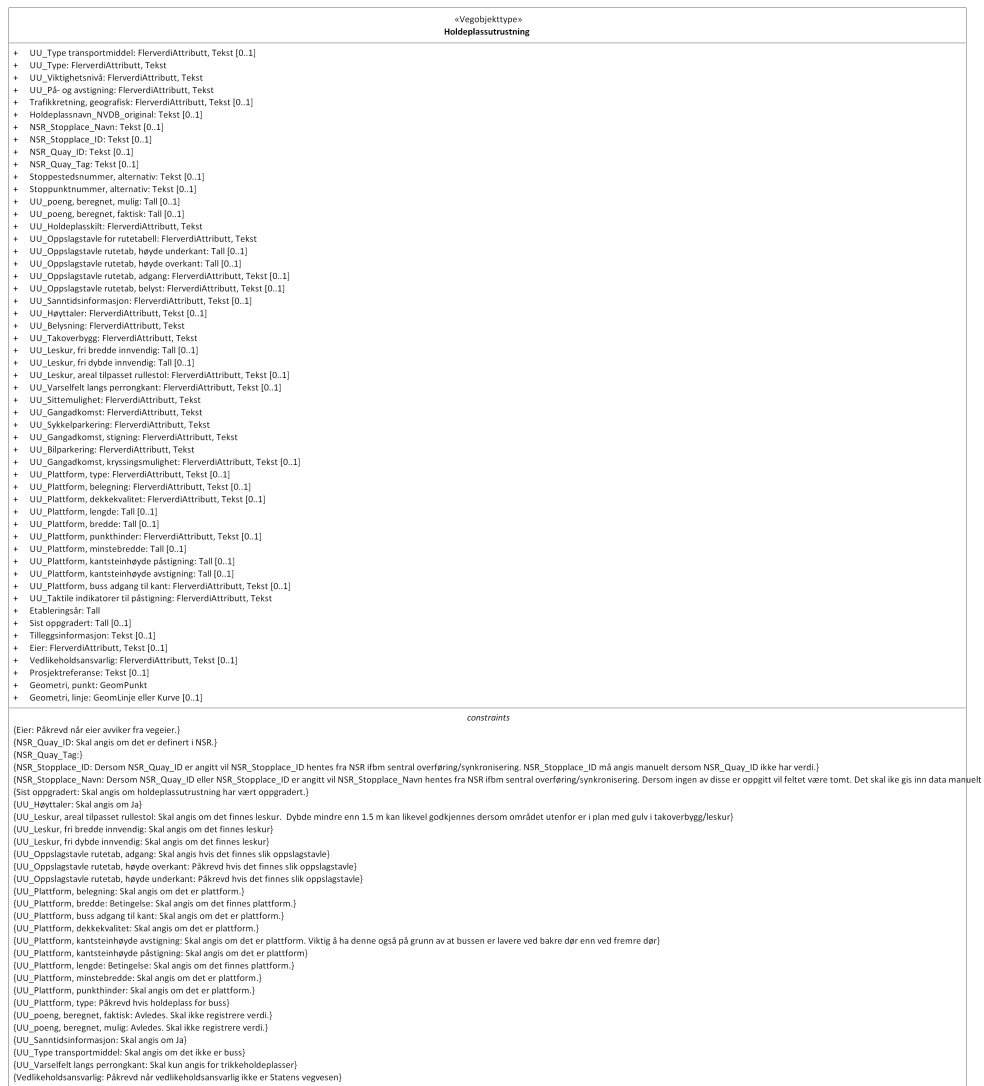 «Vegobjekttype»
Holdeplassutrustning
+ UU_Type transportmiddel: FlerverdiAttributt, Tekst [0..1]
+ UU_Type: FlerverdiAttributt, Tekst
+ UU_Viktighetsnivå: FlerverdiAttributt, Tekst
+ UU_På- og avstigning: FlerverdiAttributt, Tekst
+ Trafikkretning, geografisk: FlerverdiAttributt, Tekst [0..1]
+ Holdeplassnavn_NVDB_original: Tekst [0..1]
+ NSR_Stopplace_Navn: Tekst [0..1]
+ NSR_Stopplace_ID: Tekst [0..1]
+ NSR_Quay_ID: Tekst [0..1]
+ NSR_Quay_Tag: Tekst [0..1]
+ Stoppestedsnummer, alternativ: Tekst [0..1]
+ Stoppunktnummer, alternativ: Tekst [0..1]
+ UU_poeng, beregnet, mulig: Tall [0..1]
+ UU_poeng, beregnet, faktisk: Tall [0..1]
+ UU_Holdeplasskilt: FlerverdiAttributt, Tekst
+ UU_Oppslagstavle for rutetabell: FlerverdiAttributt, Tekst
+ UU_Oppslagstavle rutetab, høyde underkant: Tall [0..1]
+ UU_Oppslagstavle rutetab, høyde overkant: Tall [0..1]
+ UU_Oppslagstavle rutetab, adgang: FlerverdiAttributt, Tekst [0..1]
+ UU_Oppslagstavle rutetab, belyst: FlerverdiAttributt, Tekst [0..1]
+ UU_Sanntidsinformasjon: FlerverdiAttributt, Tekst [0..1]
+ UU_Høyttaler: FlerverdiAttributt, Tekst [0..1]
+ UU_Belysning: FlerverdiAttributt, Tekst
+ UU_Takoverbygg: FlerverdiAttributt, Tekst
+ UU_Leskur, fri bredde innvendig: Tall [0..1]
+ UU_Leskur, fri dybde innvendig: Tall [0..1]
+ UU_Leskur, areal tilpasset rullestol: FlerverdiAttributt, Tekst [0..1]
+ UU_Varselfelt langs perrongkant: FlerverdiAttributt, Tekst [0..1]
+ UU_Sittemulighet: FlerverdiAttributt, Tekst
+ UU_Gangadkomst: FlerverdiAttributt, Tekst
+ UU_Sykkelparkering: FlerverdiAttributt, Tekst
+ UU_Gangadkomst, stigning: FlerverdiAttributt, Tekst
+ UU_Bilparkering: FlerverdiAttributt, Tekst
+ UU_Gangadkomst, kryssingsmulighet: FlerverdiAttributt, Tekst [0..1]
+ UU_Plattform, type: FlerverdiAttributt, Tekst [0..1]
+ UU_Plattform, belegning: FlerverdiAttributt, Tekst [0..1]
+ UU_Plattform, dekkekvalitet: FlerverdiAttributt, Tekst [0..1]
+ UU_Plattform, lengde: Tall [0..1]
+ UU_Plattform, bredde: Tall [0..1]
+ UU_Plattform, punkthinder: FlerverdiAttributt, Tekst [0..1]
+ UU_Plattform, minstebredde: Tall [0..1]
+ UU_Plattform, kantsteinhøyde påstigning: Tall [0..1]
+ UU_Plattform, kantsteinhøyde avstigning: Tall [0..1]
+ UU_Plattform, buss adgang til kant: FlerverdiAttributt, Tekst [0..1]
+ UU_Taktile indikatorer til påstigning: FlerverdiAttributt, Tekst
+ Etableringsår: Tall
+ Sist oppgradert: Tall [0..1]
+ Tilleggsinformasjon: Tekst [0..1]
+ Eier: FlerverdiAttributt, Tekst [0..1]
+ Vedlikeholdsansvarlig: FlerverdiAttributt, Tekst [0..1]
+ Prosjektreferanse: Tekst [0..1]
+ Geometri, punkt: GeomPunkt
+ Geometri, linje: GeomLinje eller Kurve [0..1]
constraints
{Eier: Påkrevd når eier avviker fra vegeier.}
{NSR_Quay_ID: Skal angis om det er definert i NSR.}
{NSR_Quay_Tag:}
{NSR_Stopplace_ID: Dersom NSR_Quay_ID er angitt vil NSR_Stopplace_ID hentes fra NSR ifbm sentral overføring/synkronisering. NSR_Stopplace_ID må angis manuelt dersom NSR_Quay_ID ikke har verdi.}
{NSR_Stopplace_Navn: Dersom NSR_Quay_ID eller NSR_Stopplace_ID er angitt vil NSR_Stopplace_Navn hentes fra NSR ifbm sentral overføring/synkronisering. Dersom ingen av disse er oppgitt vil feltet være tomt. Det skal ike gis inn data manuelt
{Sist oppgradert: Skal angis om holdeplassutrustning har vært oppgradert.}
{UU_Høyttaler: Skal angis om Ja}
{UU_Leskur, areal tilpasset rullestol: Skal angis om det finnes leskur.  Dybde mindre enn 1.5 m kan likevel godkjennes dersom området utenfor er i plan med gulv i takoverbygg/leskur}
{UU_Leskur, fri bredde innvendig: Skal angis om det finnes leskur}
{UU_Leskur, fri dybde innvendig: Skal angis om det finnes leskur}
{UU_Oppslagstavle rutetab, adgang: Skal angis hvis det finnes slik oppslagstavle}
{UU_Oppslagstavle rutetab, høyde overkant: Påkrevd hvis det finnes slik oppslagstavle}
{UU_Oppslagstavle rutetab, høyde underkant: Påkrevd hvis det finnes slik oppslagstavle}
{UU_Plattform, belegning: Skal angis om det er plattform.}
{UU_Plattform, bredde: Betingelse: Skal angis om det finnes plattform.}
{UU_Plattform, buss adgang til kant: Skal angis om det er plattform.}
{UU_Plattform, dekkekvalitet: Skal angis om det er plattform.}
{UU_Plattform, kantsteinhøyde avstigning: Skal angis om det er plattform. Viktig å ha denne også på grunn av at bussen er lavere ved bakre dør enn ved fremre dør}
{UU_Plattform, kantsteinhøyde påstigning: Skal angis om det er plattform}
{UU_Plattform, lengde: Betingelse: Skal angis om det finnes plattform.}
{UU_Plattform, minstebredde: Skal angis om det er plattform.}
{UU_Plattform, punkthinder: Skal angis om det er plattform.}
{UU_Plattform, type: Påkrevd hvis holdeplass for buss}
{UU_poeng, beregnet, faktisk: Avledes. Skal ikke registrere verdi.}
{UU_poeng, beregnet, mulig: Avledes. Skal ikke registrere verdi.}
{UU_Sanntidsinformasjon: Skal angis om Ja}
{UU_Type transportmiddel: Skal angis om det ikke er buss}
{UU_Varselfelt langs perrongkant: Skal kun angis for trikkeholdeplasser}
{Vedlikeholdsansvarlig: Påkrevd når vedlikeholdsansvarlig ikke er Statens vegvesen}